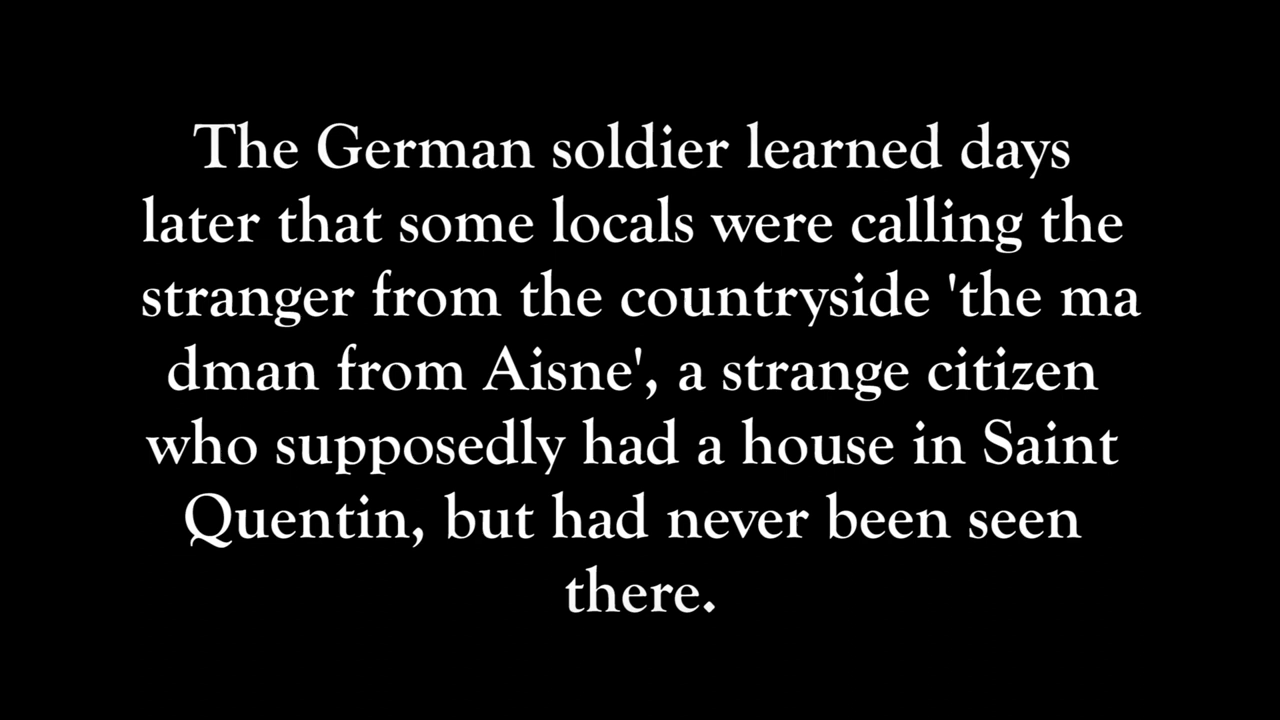 The German soldier learned days
later that some locals were calling the
stranger from the countryside 'the ma
dman from Aisne', a strange citizen
who supposedly had a house in Saint
Quentin, but had never been seen
there.